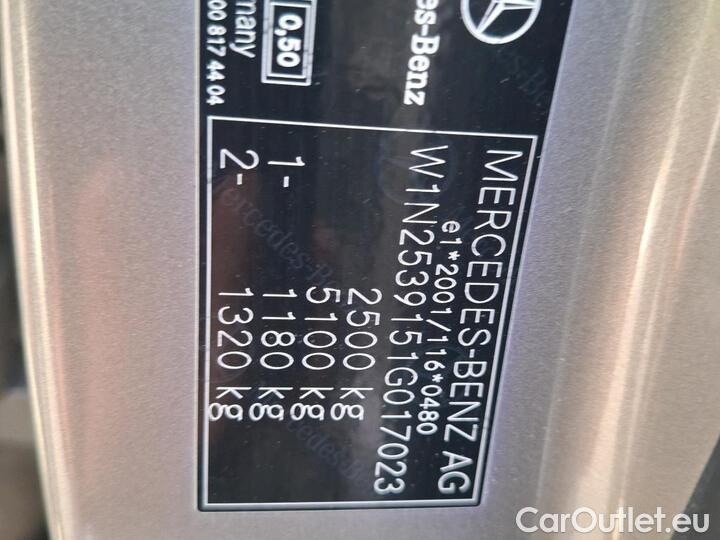 es-Benz
many
0,50
00 817 44 04
MERCEDES-BENZ AG
e1*2001/116*0480
W1N2539151G017023
2500 kg
5100 kg
1- 1180 kg
2- 1320 kg
CarOutlet.eu